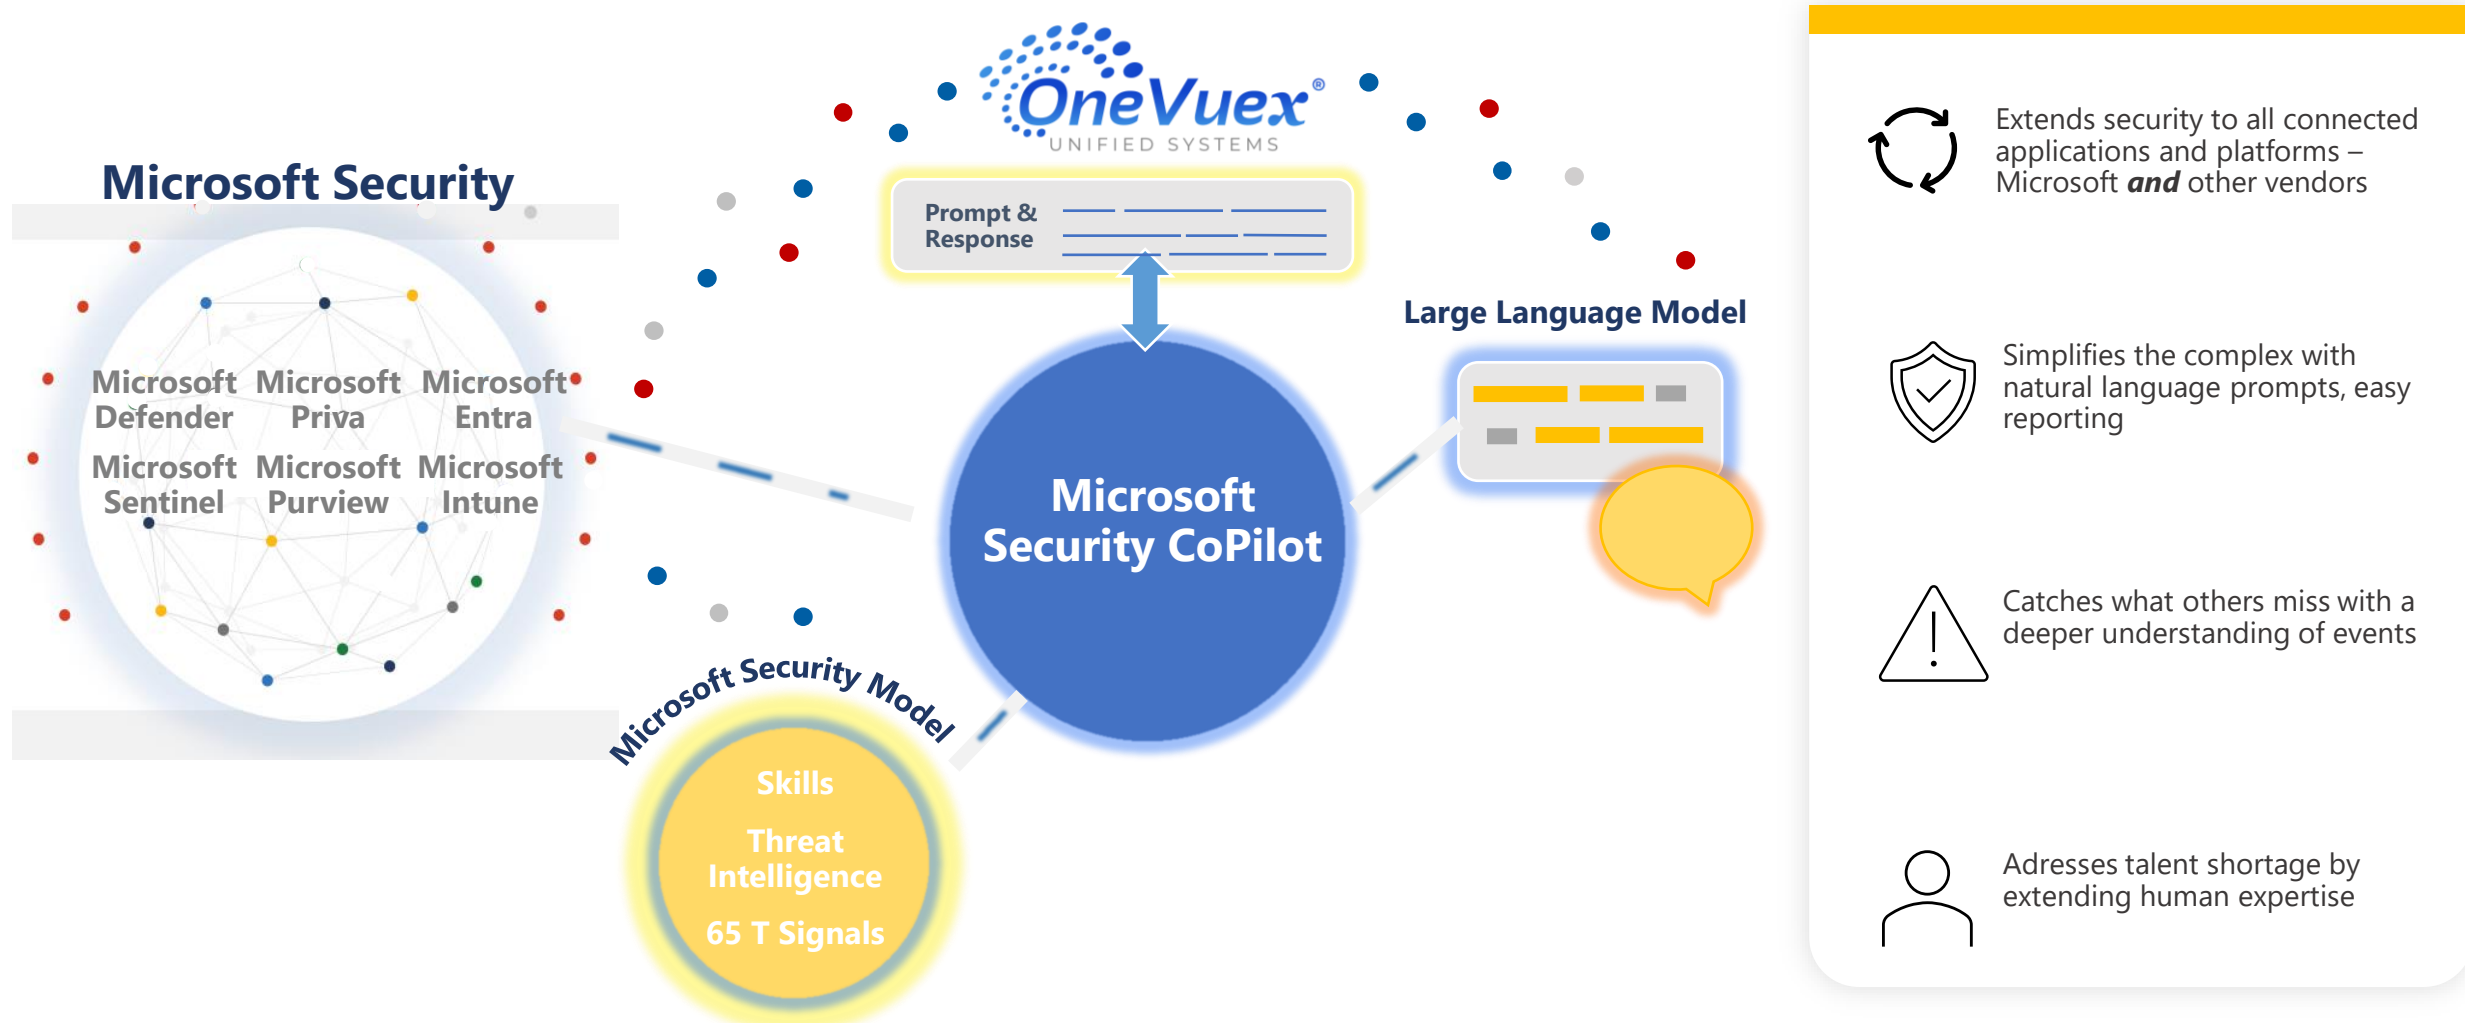 OneVuex®
UNIFIED SYSTEMS
Microsoft Security
Microsoft Defender
Microsoft Priva
Microsoft Entra
Microsoft Sentinel
Microsoft Purview
Microsoft Intune
Prompt &
Response
Large Language Model
Microsoft
Security CoPilot
Microsoft Security Model
Skills
Threat
Intelligence
65 T Signals
Extends security to all connected
applications and platforms –
Microsoft and other vendors
Simplifies the complex with
natural language prompts, easy
reporting
Catches what others miss with a
deeper understanding of events
Adresses talent shortage by
extending human expertise